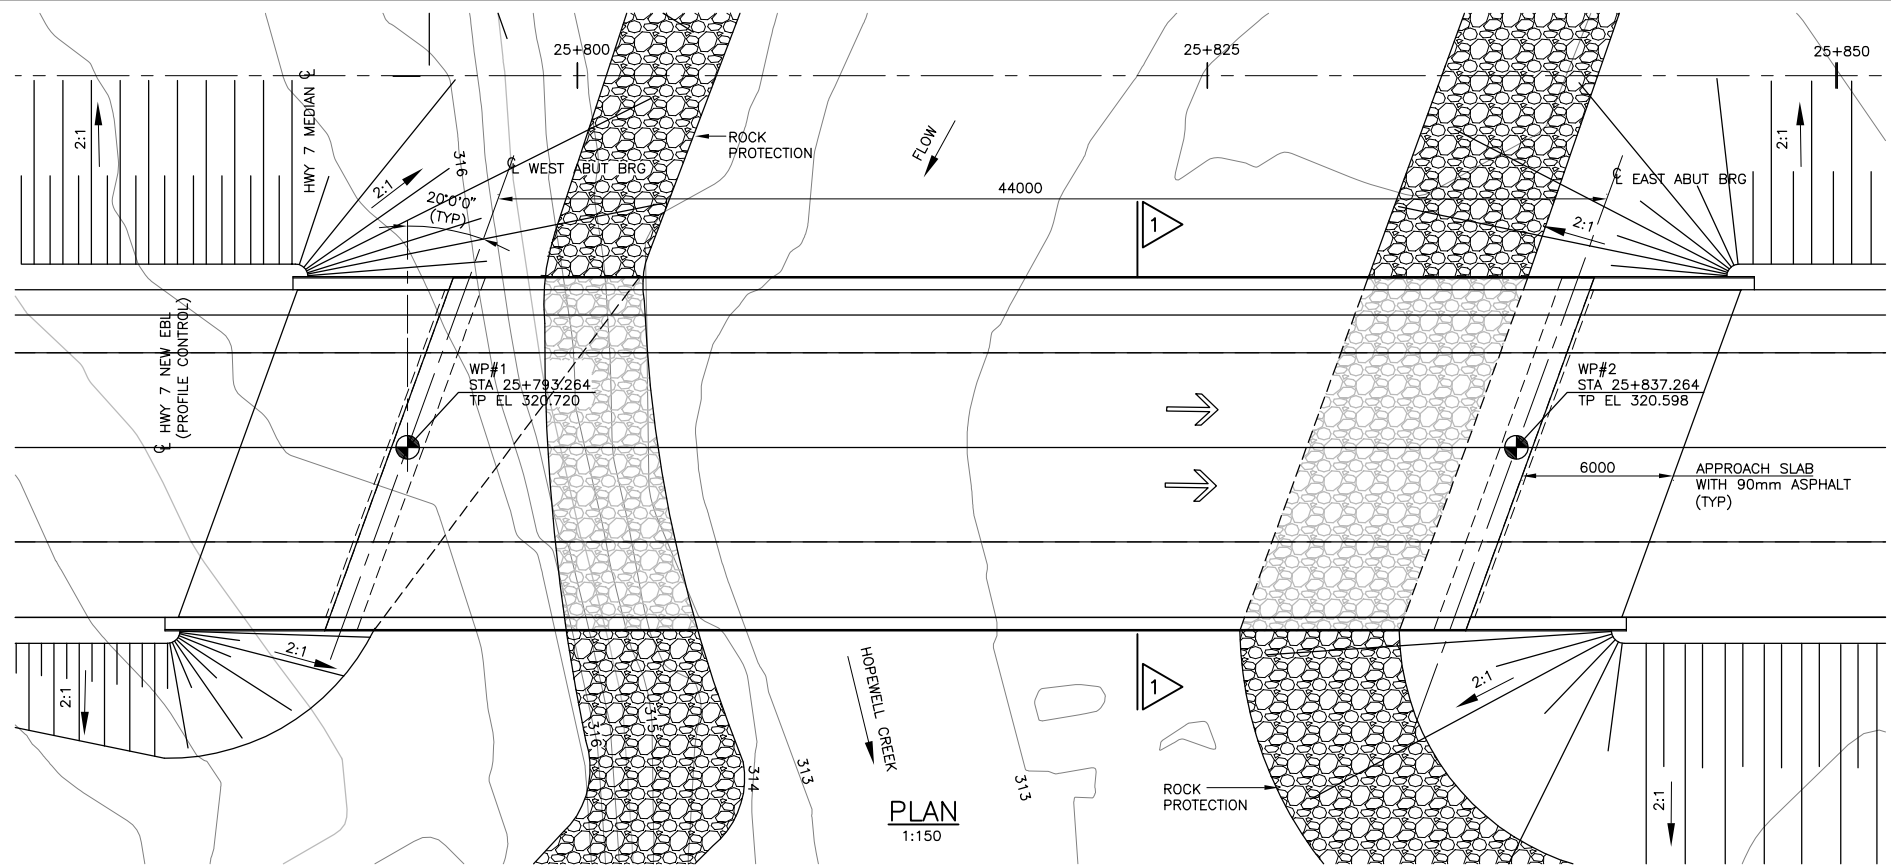 25+800
25+825
25+850
HWY 7 MEDIAN ℄
2:1
2:1
316
20°0'0"
(TYP)
℄ WEST ABUT BRG
ROCK
PROTECTION
FLOW
44000
1
℄ EAST ABUT BRG
2:1
2:1
℄ HWY 7 NEW EBL
(PROFILE CONTROL)
WP#1
STA 25+793.264
TP EL 320.720
WP#2
STA 25+837.264
TP EL 320.598
6000
APPROACH SLAB
WITH 90mm ASPHALT
(TYP)
2:1
2:1
316
315
314
313
HOPEWELL CREEK
313
1
2:1
2:1
ROCK
PROTECTION
PLAN
1:150